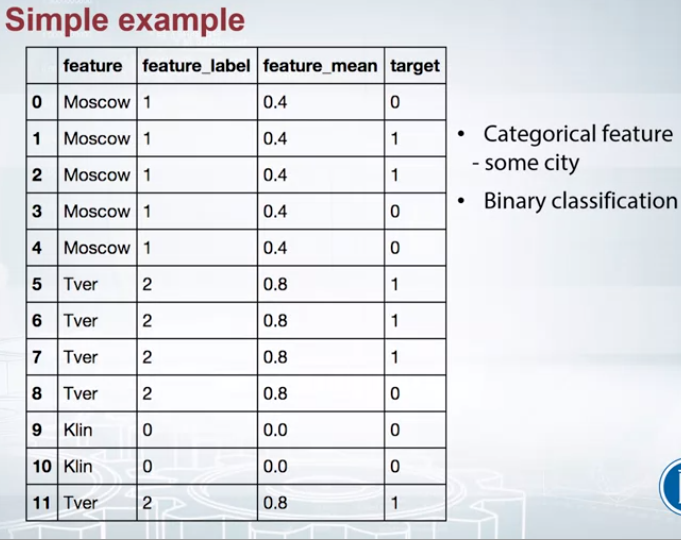 Simple example
feature feature_label feature_mean target
0 Moscow 1 0.4 0
1 Moscow 1 0.4 1
2 Moscow 1 0.4 1
3 Moscow 1 0.4 0
4 Moscow 1 0.4 0
5 Tver 2 0.8 1
6 Tver 2 0.8 1
7 Tver 2 0.8 1
8 Tver 2 0.8 0
9 Klin 0 0.0 0
10 Klin 0 0.0 0
11 Tver 2 0.8 1
• Categorical feature
- some city
• Binary classification